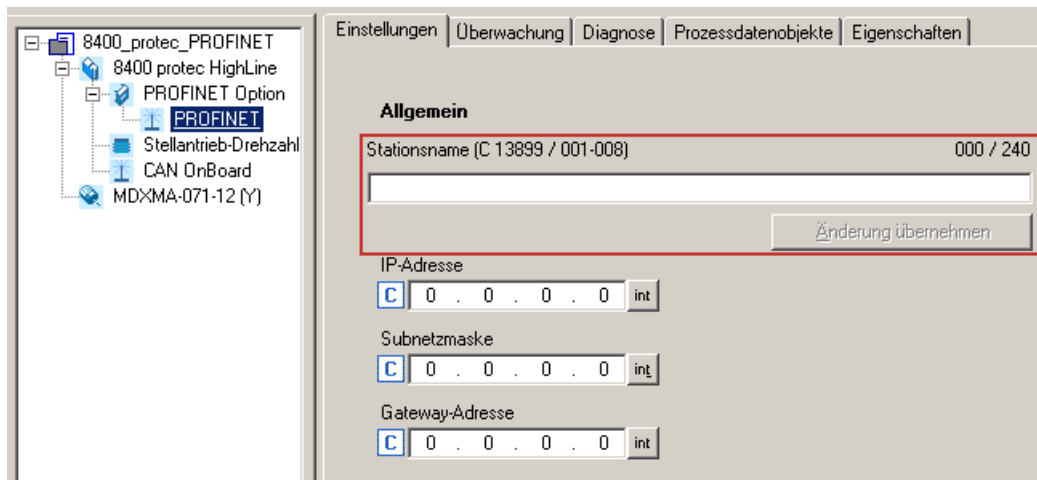 8400_protec_PROFINET
8400 protec HighLine
PROFINET Option
PROFINET
Stellantrieb-Drehzahl
CAN OnBoard
MDXMA-071-12 (Y)
Einstellungen Überwachung Diagnose Prozessdatenobjekte Eigenschaften
Allgemein
Stationsname (C 13899 / 001-008) 000 / 240
Änderung übernehmen
IP-Adresse
C 0 . 0 . 0 . 0 int
Subnetzmaske
C 0 . 0 . 0 . 0 int
Gateway-Adresse
C 0 . 0 . 0 . 0 int